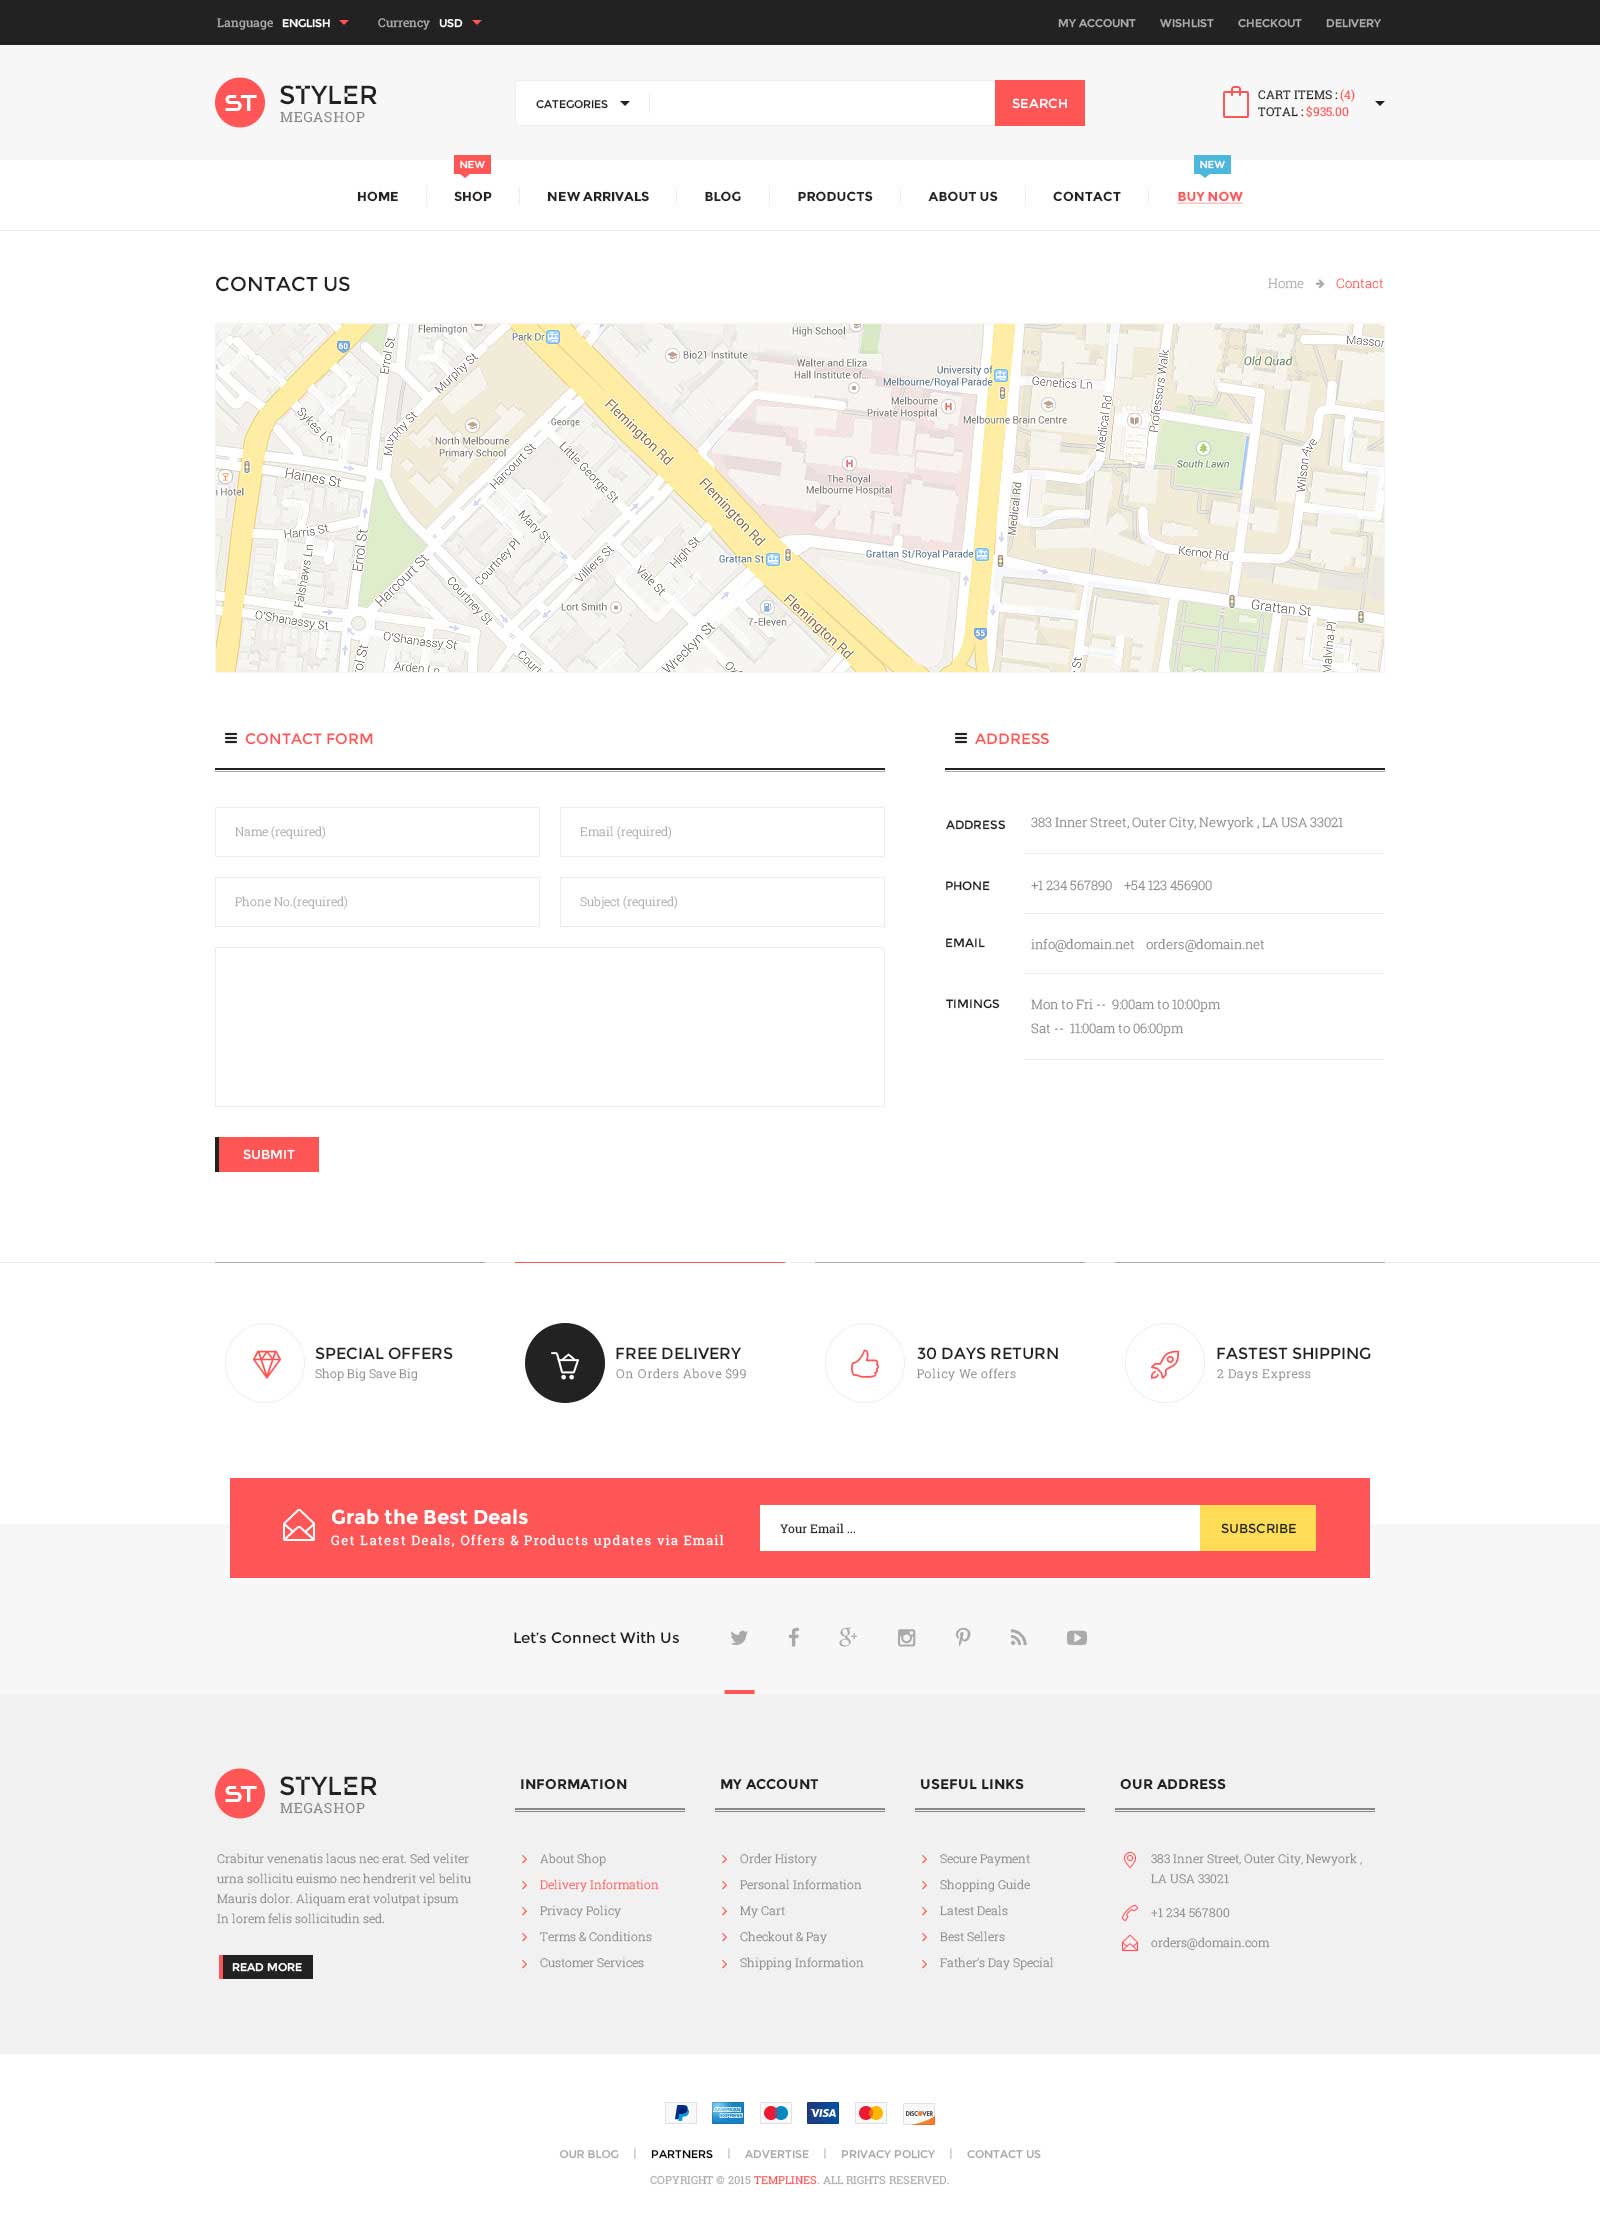 Language ENGLISH Currency USD MY ACCOUNT WISHLIST CHECKOUT DELIVERY
ST STYLER
MEGASHOP
CATEGORIES SEARCH
CART ITEMS : (4)
TOTAL : $935.00
NEW NEW
HOME SHOP NEW ARRIVALS BLOG PRODUCTS ABOUT US CONTACT BUY NOW
CONTACT US Home Contact
Flemington
60
Errol St
Murphy St
Park Dr
Bio21 Institute
High School
Walter and Eliza
Hall Institute of...
University of
Melbourne/Royal Parade
Melbourne
Private Hospital
H
Genetics Ln
Melbourne Brain Centre
Medical Rd
Professors Walk
Old Quad
Masson
Sykes Ln
Murphy St
North Melbourne
Primary School
George
Flemington Rd
Harcourt St
Little George St
H
The Royal
Melbourne Hospital
South Lawn
Wilson Ave
Haines St
Hotel
Flemington Rd
Medical Rd
Harris St
Errol St
Falshaws Ln
Mary St
Courtney Pl
Villiers St
High St
Vale St
Grattan St
Grattan St/Royal Parade
Kernot Rd
Harcourt St
Courtney St
Lort Smith
7-Eleven
Flemington Rd
55
Grattan St
O'Shanassy St
O'Shanassy St
Arden Ln
Wreckyn St
Malvina Pl
CONTACT FORM
Name (required) Email (required)
Phone No.(required) Subject (required)
SUBMIT
ADDRESS
ADDRESS 383 Inner Street, Outer City, Newyork , LA USA 33021
PHONE +1 234 567890 +54 123 456900
EMAIL info@domain.net orders@domain.net
TIMINGS Mon to Fri -- 9:00am to 10:00pm
Sat -- 11:00am to 06:00pm
SPECIAL OFFERS
Shop Big Save Big
FREE DELIVERY
On Orders Above $99
30 DAYS RETURN
Policy We offers
FASTEST SHIPPING
2 Days Express
Grab the Best Deals
Get Latest Deals, Offers & Products updates via Email
Your Email ... SUBSCRIBE
Let's Connect With Us
ST STYLER
MEGASHOP
Crabitur venenatis lacus nec erat. Sed veliter
urna sollicitu euismo nec hendrerit vel belitu
Mauris dolor. Aliquam erat volutpat ipsum
In lorem felis sollicitudin sed.
READ MORE
INFORMATION
About Shop
Delivery Information
Privacy Policy
Terms & Conditions
Customer Services
MY ACCOUNT
Order History
Personal Information
My Cart
Checkout & Pay
Shipping Information
USEFUL LINKS
Secure Payment
Shopping Guide
Latest Deals
Best Sellers
Father's Day Special
OUR ADDRESS
383 Inner Street, Outer City, Newyork ,
LA USA 33021
+1 234 567800
orders@domain.com
AMERICAN EXPRESS VISA DISCOVER
OUR BLOG | PARTNERS | ADVERTISE | PRIVACY POLICY | CONTACT US
COPYRIGHT © 2015 TEMPLINES. ALL RIGHTS RESERVED.